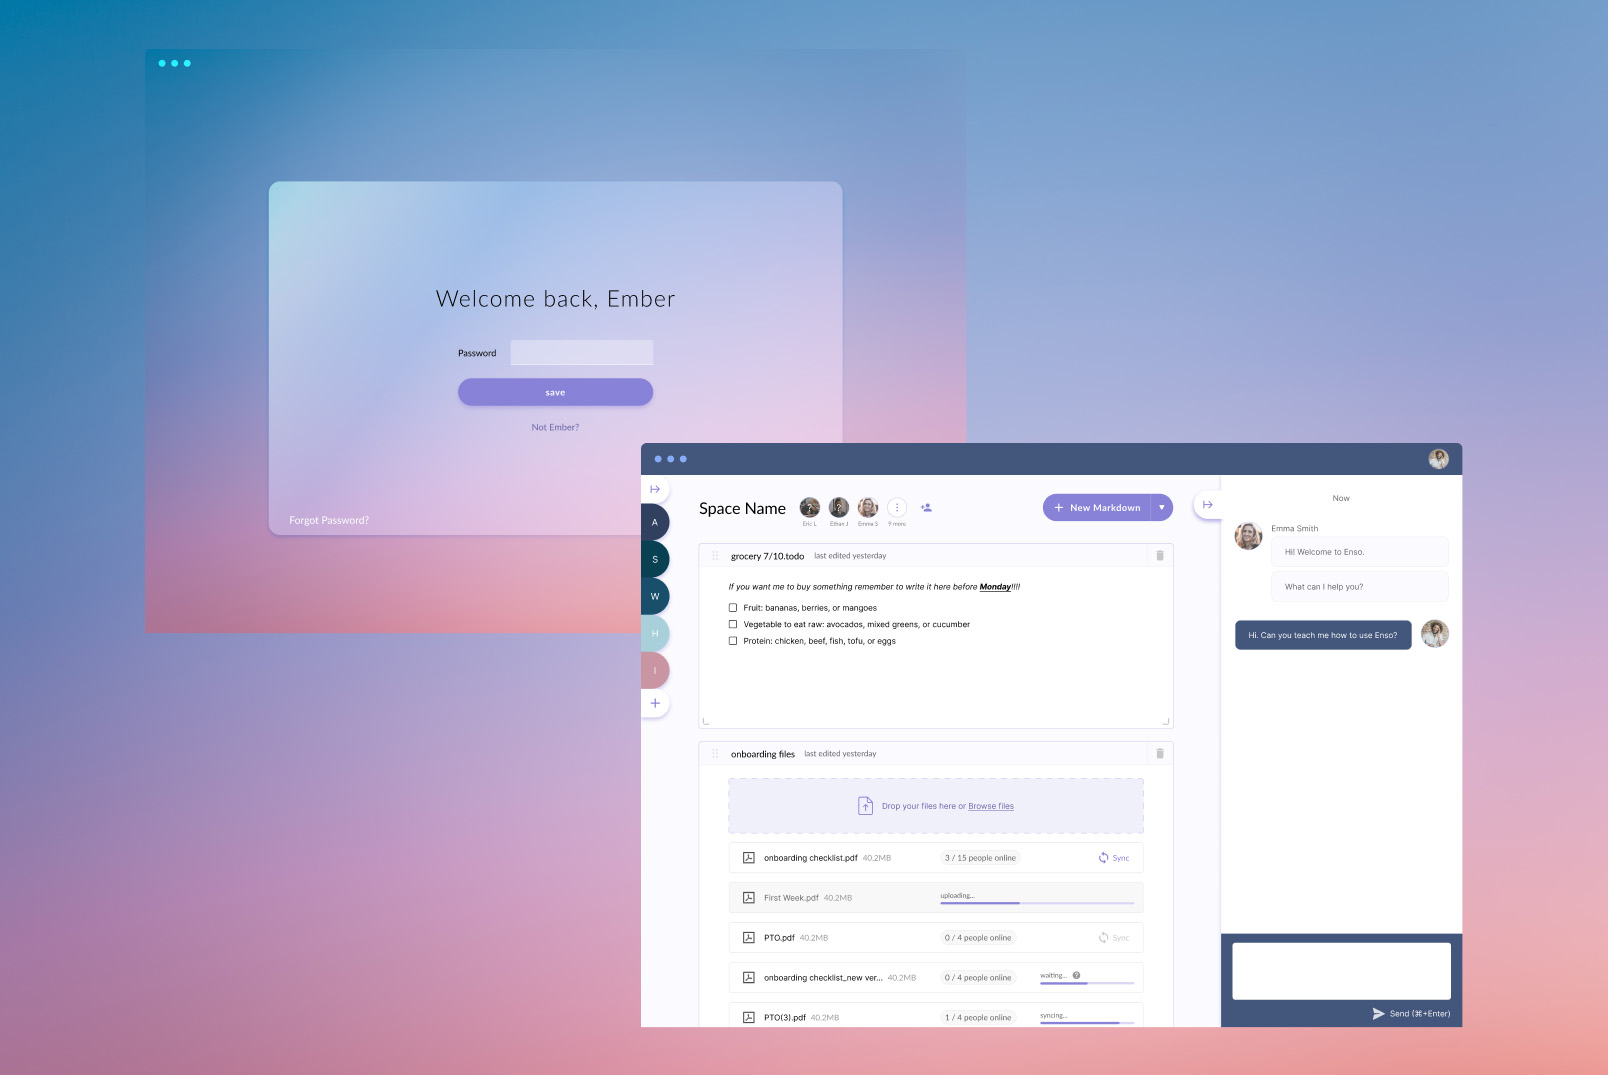 Welcome back, Ember
Password
save
Not Ember?
Forgot Password?
A
S
W
H
I
Space Name
?
?
Eric L
Ethan J
Emma S
9 more
New Markdown
grocery 7/10.todo last edited yesterday
If you want me to buy something remember to write it here before Monday!!!!
Fruit: bananas, berries, or mangoes
Vegetable to eat raw: avocados, mixed greens, or cucumber
Protein: chicken, beef, fish, tofu, or eggs
onboarding files last edited yesterday
Drop your files here or Browse files
onboarding checklist.pdf 40.2MB 3 / 15 people online Sync
First Week.pdf 40.2MB uploading...
PTO.pdf 40.2MB 0 / 4 people online Sync
onboarding checklist_new ver... 40.2MB 0 / 4 people online waiting... ?
PTO(3).pdf 40.2MB 1 / 4 people online syncing...
Now
Emma Smith
Hi! Welcome to Enso.
What can I help you?
Hi. Can you teach me how to use Enso?
Send (⌘+Enter)